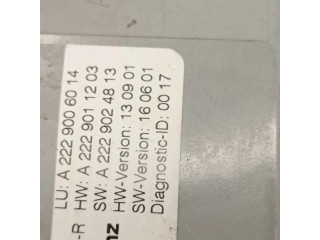 LU: A 222 900 60 14
-R HW: A 222 901 12 03
SW: A 222 902 48 13
nz HW-Version: 13 09 01
SW-Version: 16 06 01
Diagnostic-ID: 00 17